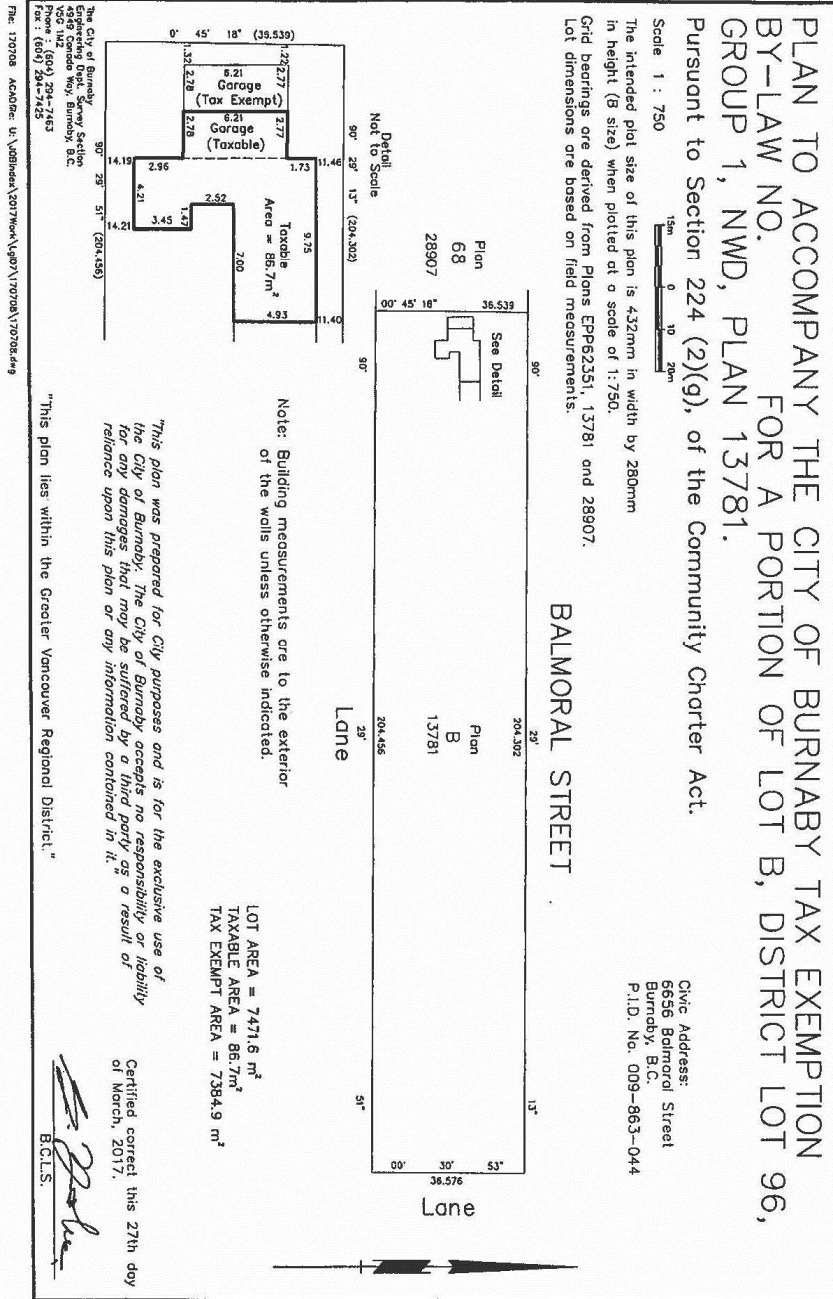 PLAN TO ACCOMPANY THE CITY OF BURNABY TAX EXEMPTION
BY-LAW NO. FOR A PORTION OF LOT B, DISTRICT LOT 96,
GROUP 1, NWD, PLAN 13781.
Pursuant to Section 224 (2)(g), of the Community Charter Act.
Scale 1 : 750
15m 0 10 20m
The intended plot size of this plan is 432mm in width by 280mm
in height (B size) when plotted at a scale of 1:750.
Grid bearings are derived from Plans EPP62351, 13781 and 28907.
Lot dimensions are based on field measurements.
Civic Address:
6656 Balmoral Street
Burnaby, B.C.
P.I.D. No. 009-863-044
BALMORAL STREET
90° 29' 13"
204.302
Plan
68
28907
00° 45' 18"
36.539
See Detail
Plan
B
13781
00° 30' 53"
36.576
Lane
204.456
90° 29' 51"
Lane
Detail
Not to Scale
90° 29' 13" (204.302)
0° 45' 18" (36.539)
11.46
11.40
1.22
2.77
2.77
1.73
9.75
6.21
Garage
(Tax Exempt)
6.21
Garage
(Taxable)
Taxable
Area = 86.7m²
4.93
1.32
2.78
2.78
2.96
2.52
7.00
1.47
3.45
4.21
14.19
14.21
90° 29' 51" (204.456)
Note: Building measurements are to the exterior
of the walls unless otherwise indicated.
LOT AREA = 7471.6 m²
TAXABLE AREA = 86.7m²
TAX EXEMPT AREA = 7384.9 m²
"This plan was prepared for City purposes and is for the exclusive use of
the City of Burnaby. The City of Burnaby accepts no responsibility or liability
for any damages that may be suffered by a third party as a result of
reliance upon this plan or any information contained in it."
Certified correct this 27th day
of March, 2017.
B.C.L.S.
The City of Burnaby
Engineering Dept. Survey Section
4949 Canada Way, Burnaby, B.C.
V5G 1M2
Phone : (604) 294-7463
Fax : (604) 294-7425
"This plan lies within the Greater Vancouver Regional District."
File: 170708 ACADfile: U:\JOBindex\2017Work\Lgl07\170708\170708.dwg